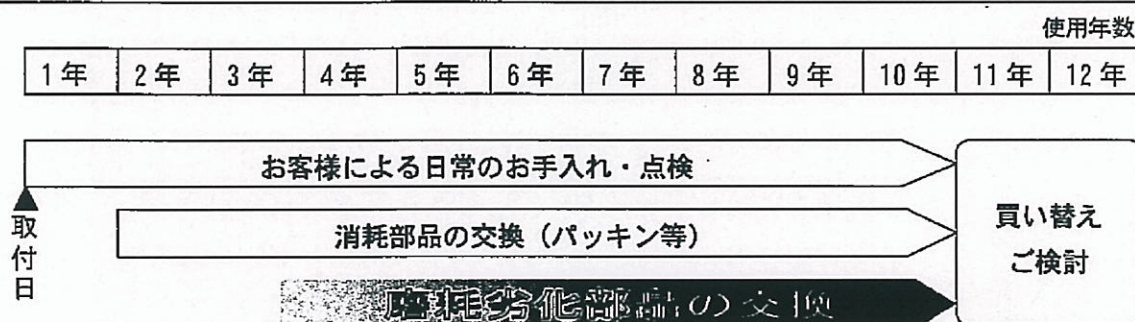 使用年数
1年 2年 3年 4年 5年 6年 7年 8年 9年 10年 11年 12年
お客様による日常のお手入れ・点検
取付日
消耗部品の交換（パッキン等）
摩耗劣化部品の交換
買い替え
ご検討